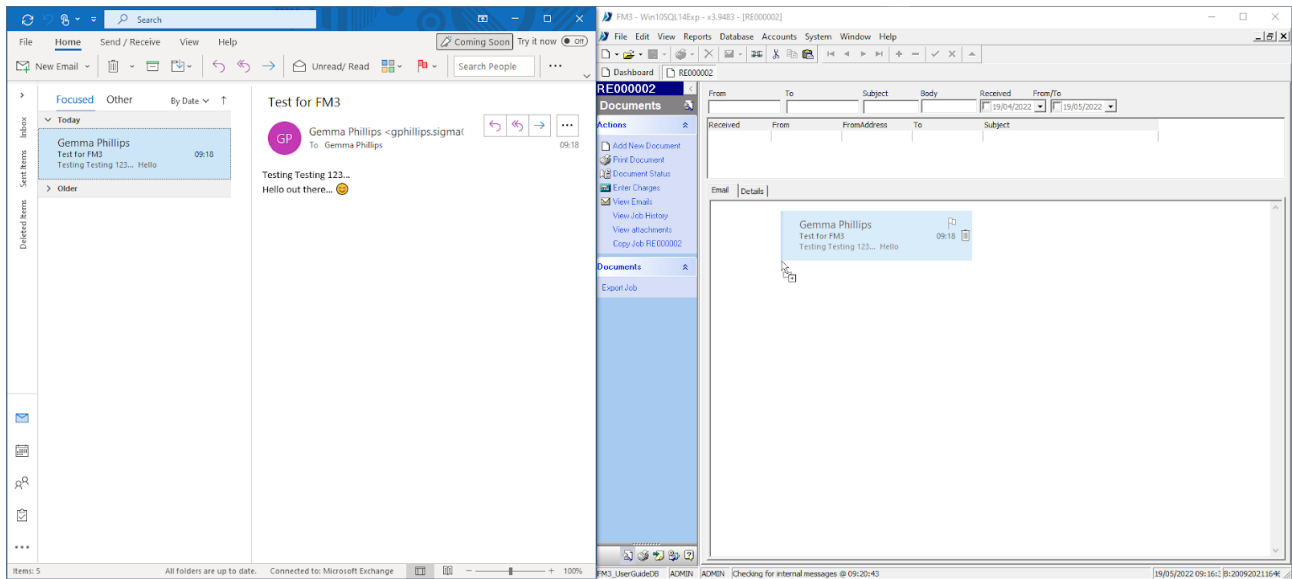 Search
File Home Send / Receive View Help Coming Soon Try it now Off
New Email Unread/ Read Search People ...
Focused Other By Date
Today
Gemma Phillips
Test for FM3 09:18
Testing Testing 123... Hello
Older
Inbox
Sent Items
Deleted Items
Test for FM3
GP
Gemma Phillips <gphillips.sigma(
To Gemma Phillips 09:18
Testing Testing 123...
Hello out there... 😊
Items: 5 All folders are up to date. Connected to: Microsoft Exchange 100%
FM3 - Win10SQL14Exp - x3.9483 - [RE000002]
File Edit View Reports Database Accounts System Window Help
Dashboard RE000002
RE000002
Documents
Actions
Add New Document
Print Document
Document Status
Enter Charges
View Emails
View Job History
View attachments
Copy Job RE000002
Documents
Export Job
From To Subject Body Received From/To
19/04/2022 19/05/2022
Received From FromAddress To Subject
Email Details
Gemma Phillips
Test for FM3 09:18
Testing Testing 123... Hello
FM3_UserGuideDB ADMIN ADMIN Checking for internal messages @ 09:20:43